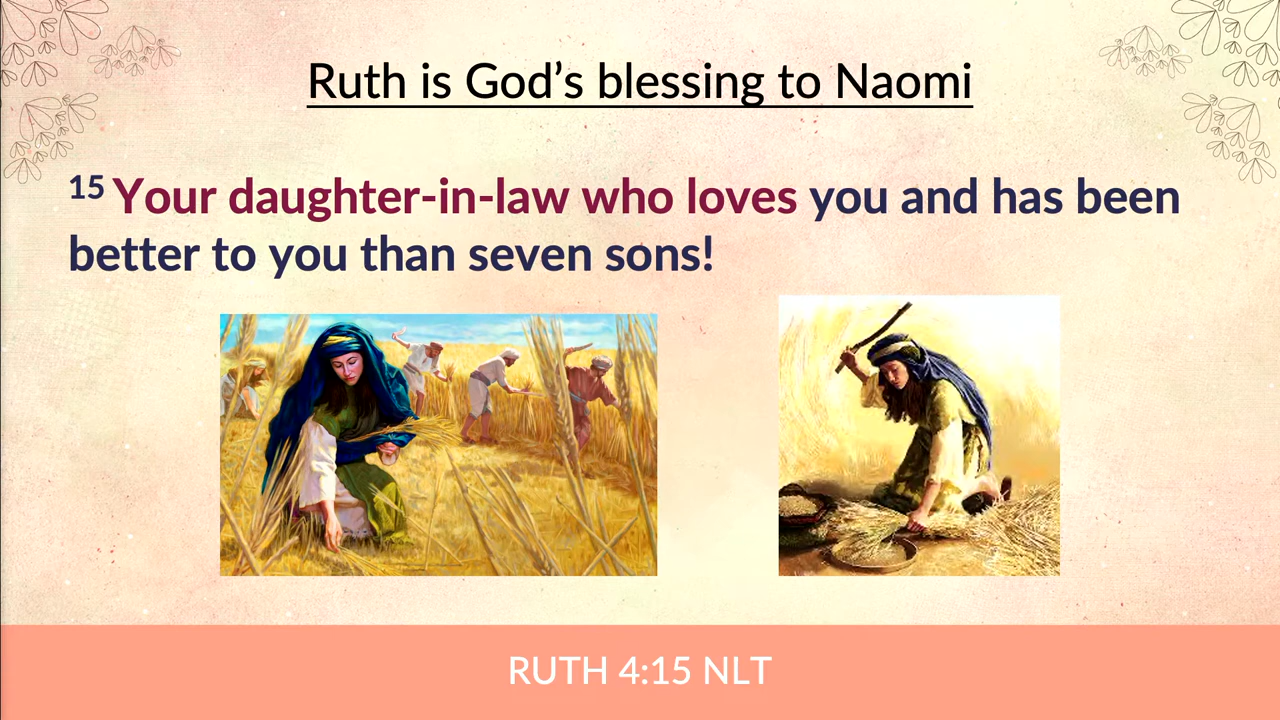 Ruth is God’s blessing to Naomi
15 Your daughter-in-law who loves you and has been
better to you than seven sons!
RUTH 4:15 NLT